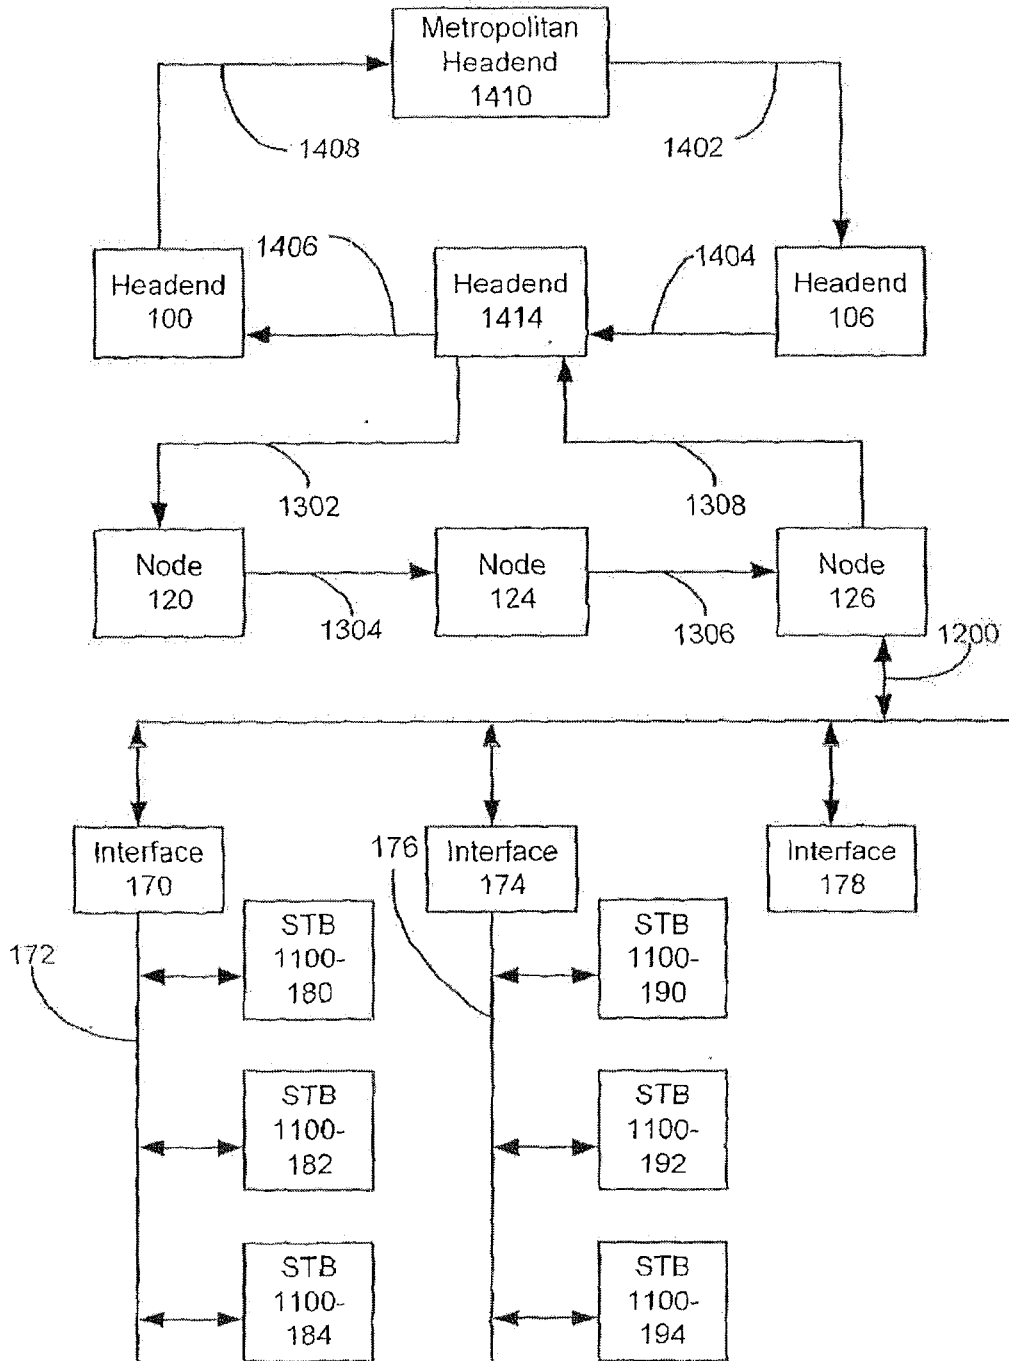 Metropolitan
Headend
1410
1408
1402
1406
1404
Headend
100
Headend
1414
Headend
106
1302
1308
Node
120
Node
124
Node
126
1304
1306
1200
Interface
170
176
Interface
174
Interface
178
172
STB
1100-
180
STB
1100-
190
STB
1100-
182
STB
1100-
192
STB
1100-
184
STB
1100-
194